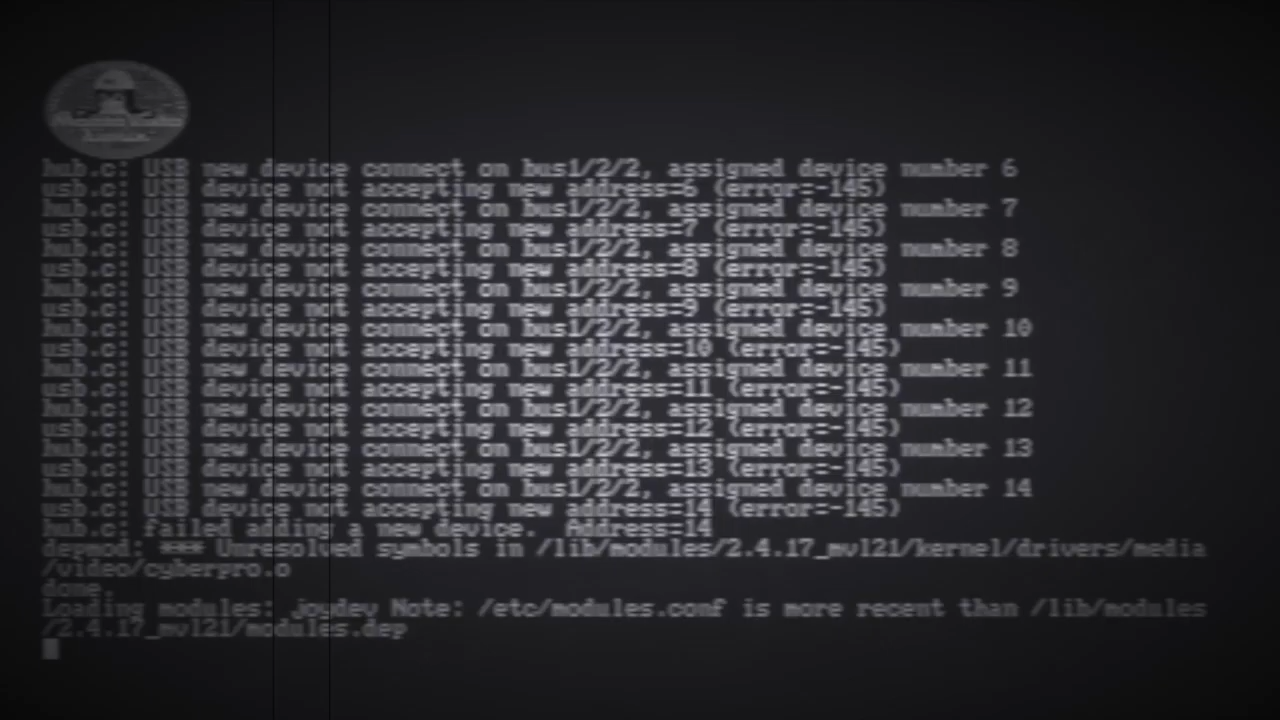 hub.c: USB new device connect on bus1/2/2, assigned device number 6
usb.c: USB device not accepting new address=6 (error=-145)
hub.c: USB new device connect on bus1/2/2, assigned device number 7
usb.c: USB device not accepting new address=7 (error=-145)
hub.c: USB new device connect on bus1/2/2, assigned device number 8
usb.c: USB device not accepting new address=8 (error=-145)
hub.c: USB new device connect on bus1/2/2, assigned device number 9
usb.c: USB device not accepting new address=9 (error=-145)
hub.c: USB new device connect on bus1/2/2, assigned device number 10
usb.c: USB device not accepting new address=10 (error=-145)
hub.c: USB new device connect on bus1/2/2, assigned device number 11
usb.c: USB device not accepting new address=11 (error=-145)
hub.c: USB new device connect on bus1/2/2, assigned device number 12
usb.c: USB device not accepting new address=12 (error=-145)
hub.c: USB new device connect on bus1/2/2, assigned device number 13
usb.c: USB device not accepting new address=13 (error=-145)
hub.c: USB new device connect on bus1/2/2, assigned device number 14
usb.c: USB device not accepting new address=14 (error=-145)
hub.c: failed adding a new device.  Address=14
depmod: *** Unresolved symbols in /lib/modules/2.4.17_mvl21/kernel/drivers/media
/video/cyberpro.o
done.
Loading modules: joydev Note: /etc/modules.conf is more recent than /lib/modules
/2.4.17_mvl21/modules.dep